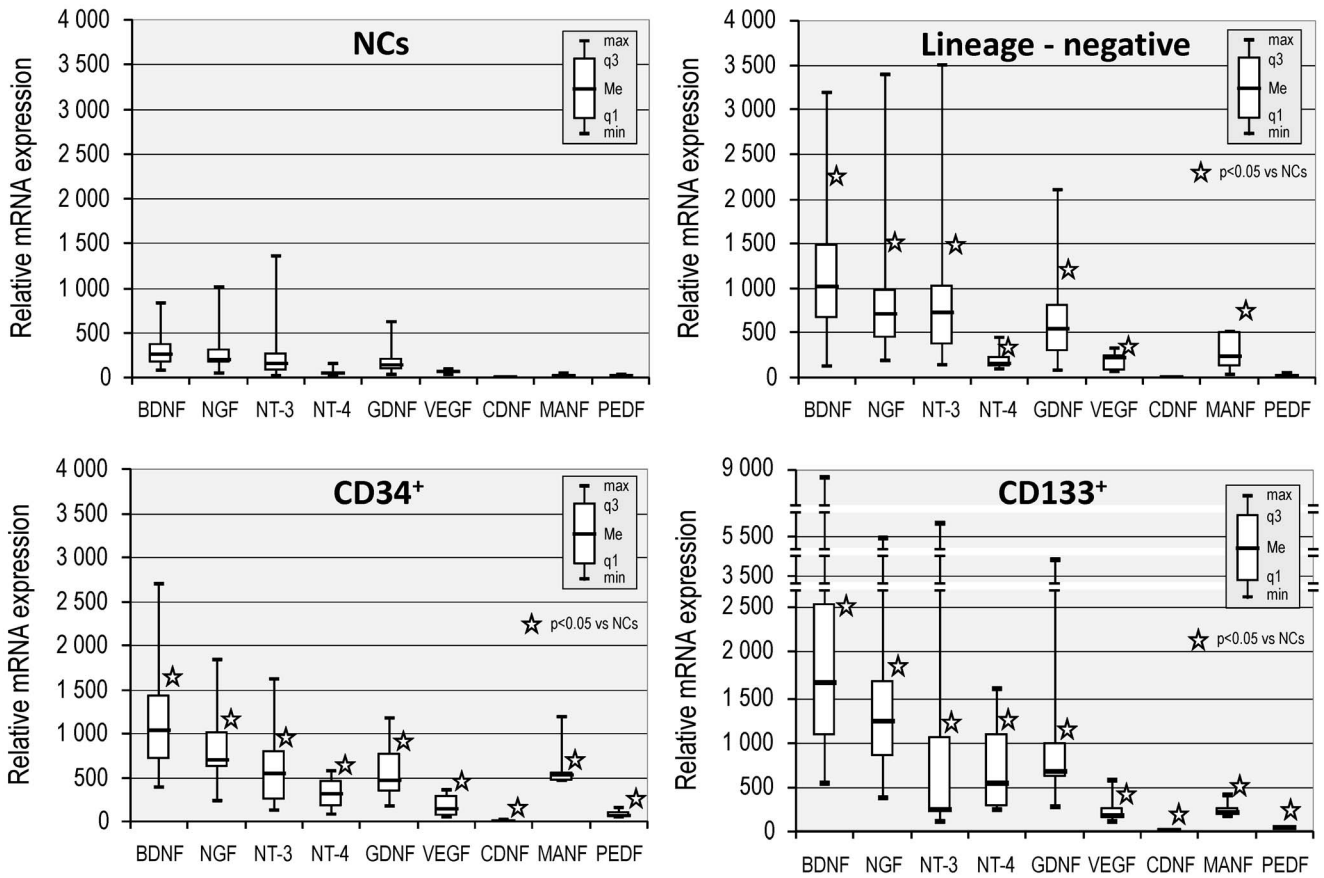 NCs
Relative mRNA expression
4 000
3 500
3 000
2 500
2 000
1 500
1 000
500
0
max
q3
Me
q1
min
BDNF NGF NT-3 NT-4 GDNF VEGF CDNF MANF PEDF
Lineage - negative
Relative mRNA expression
4 000
3 500
3 000
2 500
2 000
1 500
1 000
500
0
max
q3
Me
q1
min
☆ p<0.05 vs NCs
BDNF NGF NT-3 NT-4 GDNF VEGF CDNF MANF PEDF
CD34⁺
Relative mRNA expression
4 000
3 500
3 000
2 500
2 000
1 500
1 000
500
0
max
q3
Me
q1
min
☆ p<0.05 vs NCs
BDNF NGF NT-3 NT-4 GDNF VEGF CDNF MANF PEDF
CD133⁺
Relative mRNA expression
9 000
5 500
3 500
2 500
2 000
1 500
1 000
500
0
max
q3
Me
q1
min
☆ p<0.05 vs NCs
BDNF NGF NT-3 NT-4 GDNF VEGF CDNF MANF PEDF